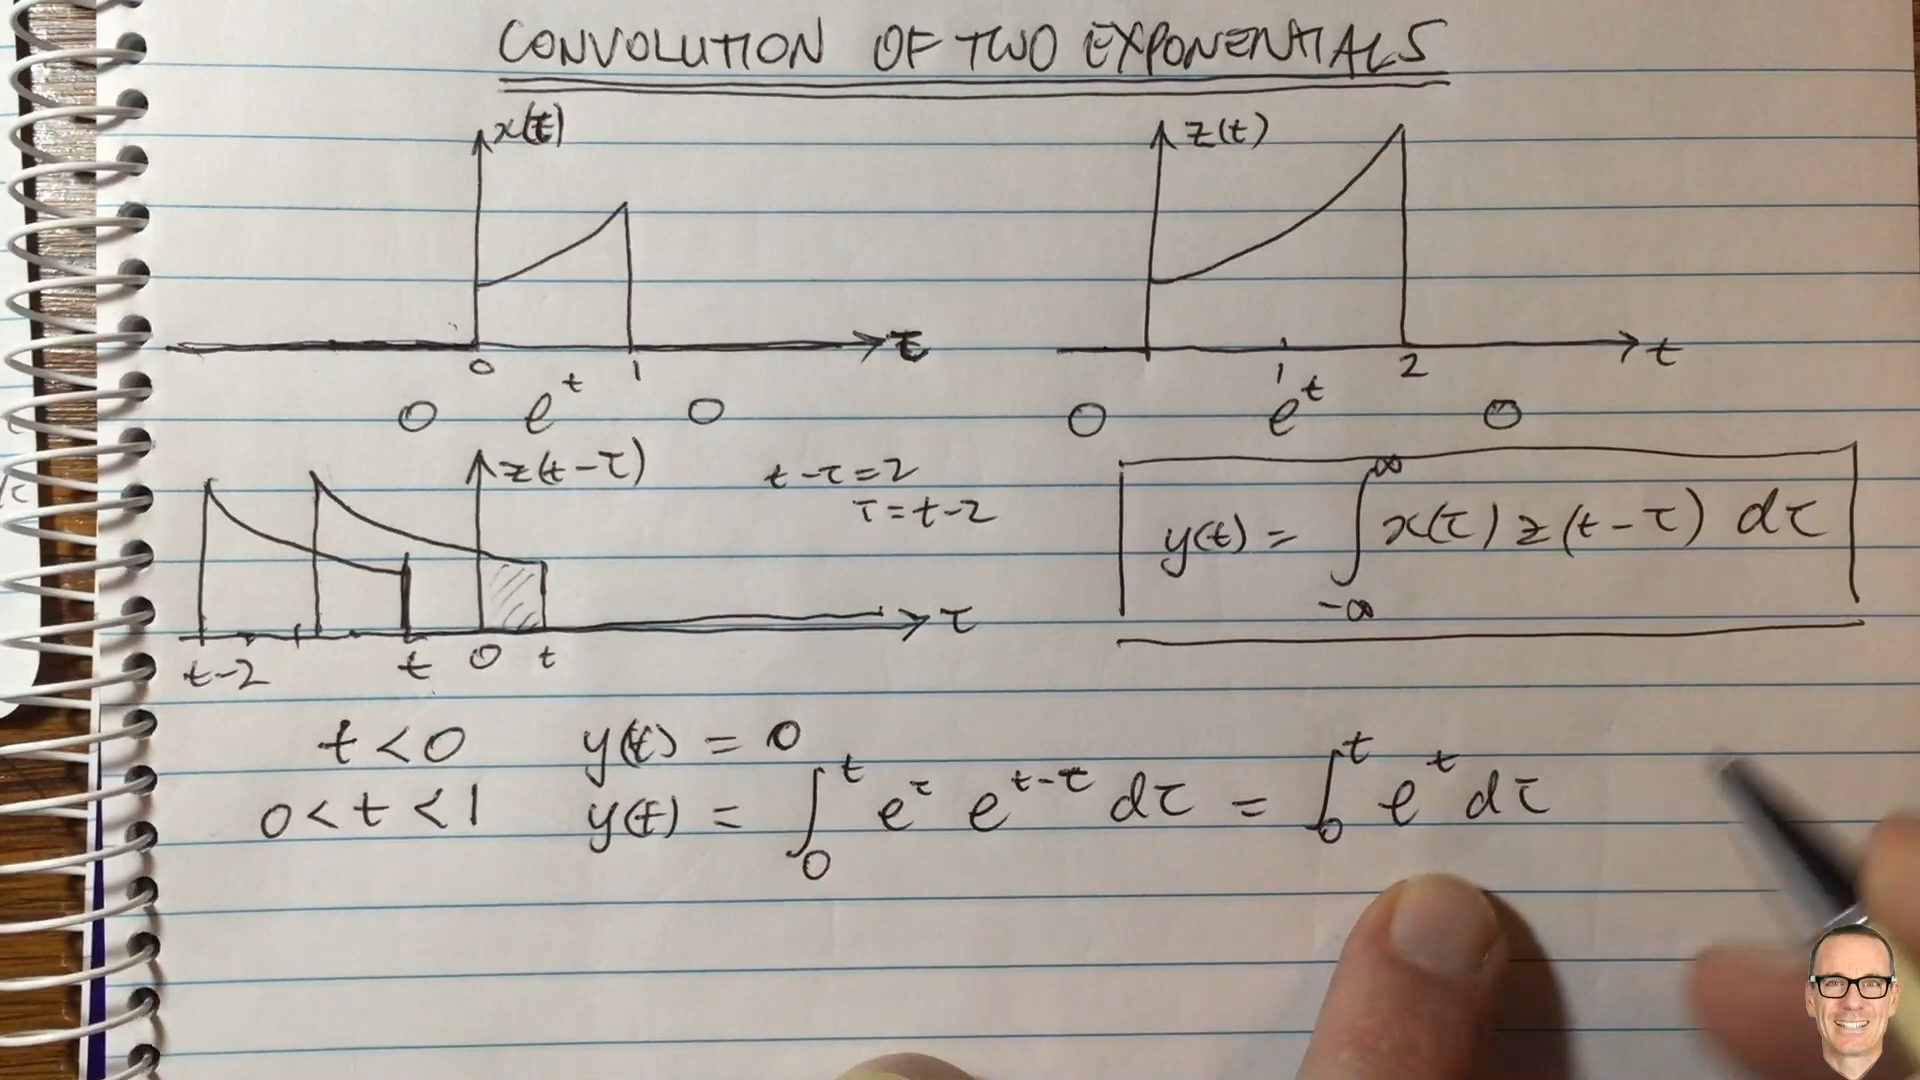 CONVOLUTION OF TWO EXPONENTIALS
x(t)
z(t)
τ
0 1
1 2
t
0 e^t 0
0 e^t 0
z(t-τ)
t-τ=2
τ=t-2
y(t) = ∫_{-∞}^{∞} x(τ) z(t-τ) dτ
τ
t-2 t 0 t
t<0 y(t) = 0
0<t<1 y(t) = ∫_0^t e^τ e^{t-τ} dτ = ∫_0^t e^t dτ